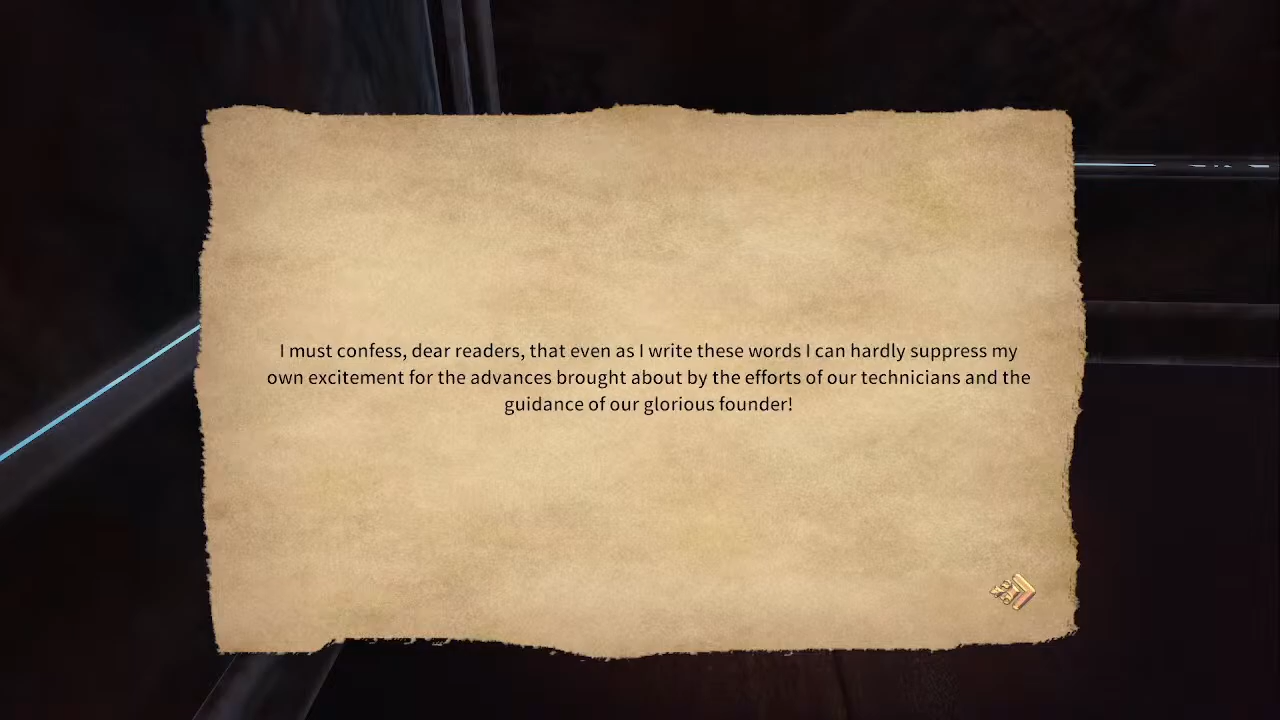 I must confess, dear readers, that even as I write these words I can hardly suppress my
own excitement for the advances brought about by the efforts of our technicians and the
guidance of our glorious founder!